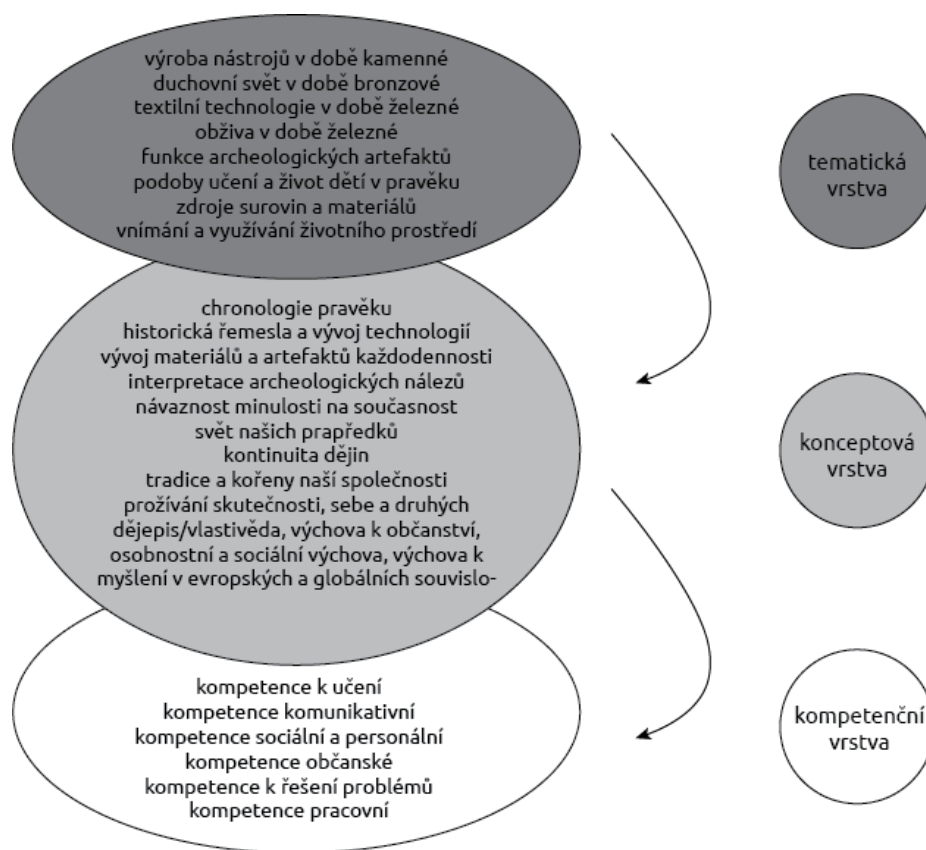 výroba nástrojů v době kamenné
duchovní svět v době bronzové
textilní technologie v době železné
obživa v době železné
funkce archeologických artefaktů
podoby učení a život dětí v pravěku
zdroje surovin a materiálů
vnímání a využívání životního prostředí
tematická
vrstva
chronologie pravěku
historická řemesla a vývoj technologií
vývoj materiálů a artefaktů každodennosti
interpretace archeologických nálezů
návaznost minulosti na současnost
svět našich prapředků
kontinuita dějin
tradice a kořeny naší společnosti
prožívání skutečnosti, sebe a druhých
dějepis/vlastivěda, výchova k občanství,
osobnostní a sociální výchova, výchova k
myšlení v evropských a globálních souvislo-
konceptová
vrstva
kompetence k učení
kompetence komunikativní
kompetence sociální a personální
kompetence občanské
kompetence k řešení problémů
kompetence pracovní
kompetenční
vrstva